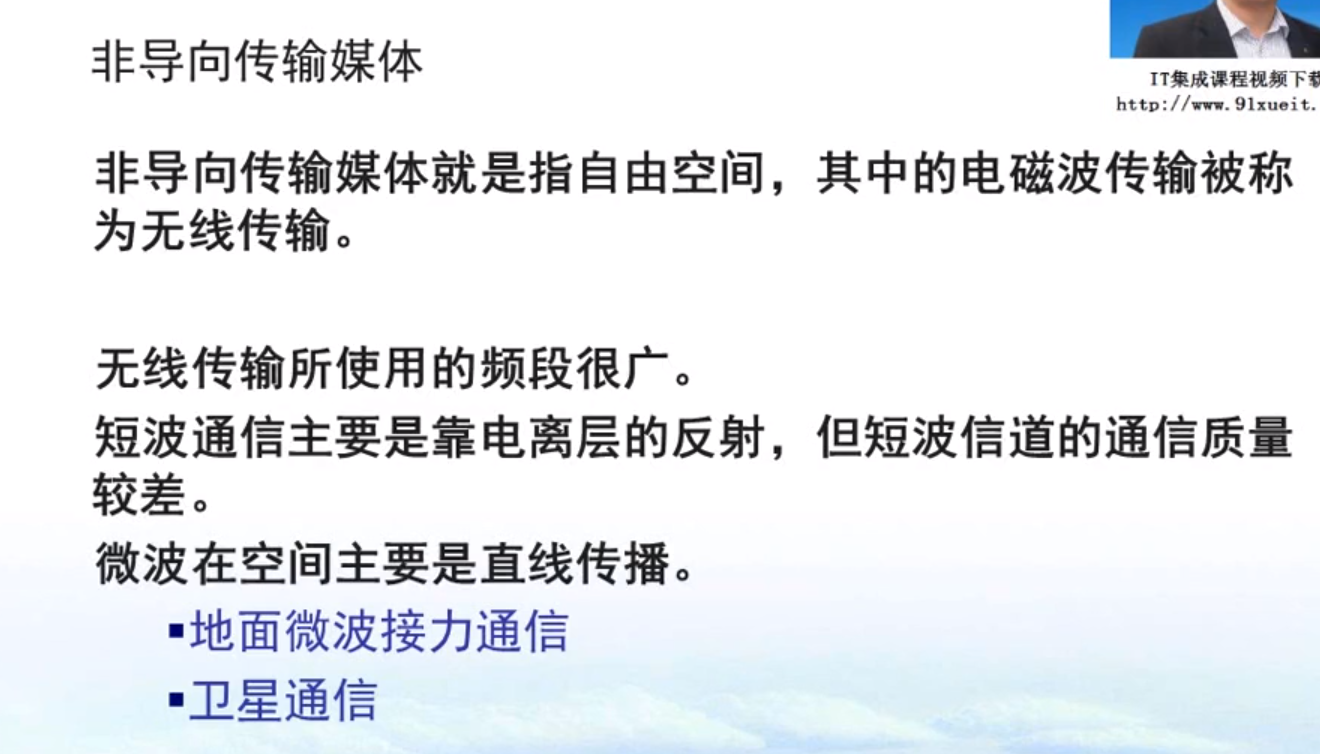 非导向传输媒体
IT集成课程视频下载
http://www.91xueit.
非导向传输媒体就是指自由空间，其中的电磁波传输被称
为无线传输。
无线传输所使用的频段很广。
短波通信主要是靠电离层的反射，但短波信道的通信质量
较差。
微波在空间主要是直线传播。
▪地面微波接力通信
▪卫星通信